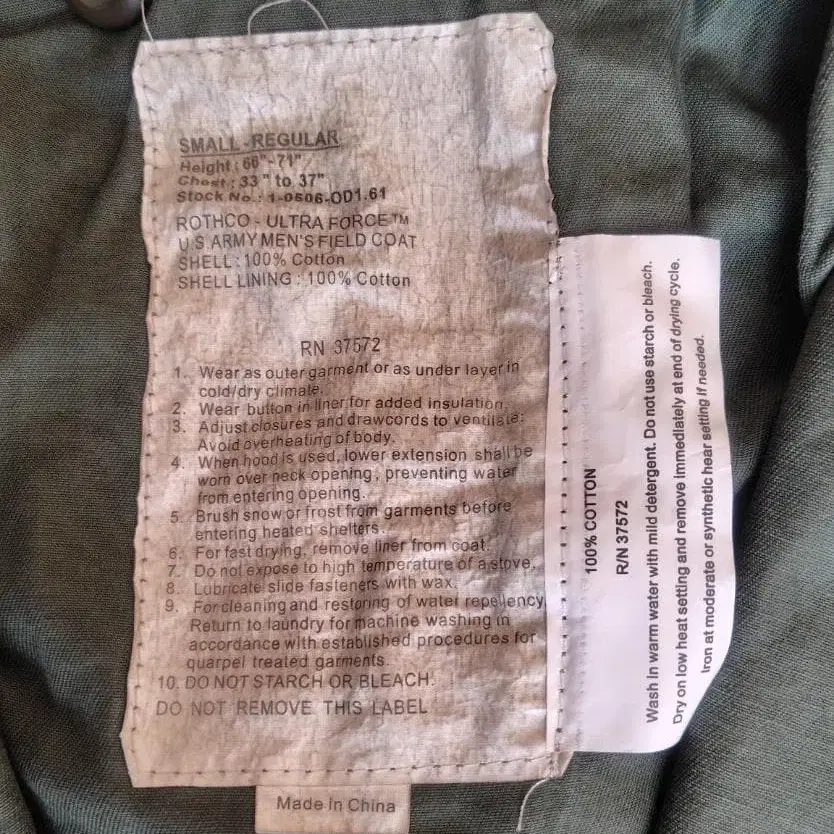 SMALL-REGULAR
Height: 66"-71"
Chest: 33" to 37"
Stock No.: 1-0506-OD1.61
ROTHCO - ULTRA FORCE™
U.S ARMY MEN'S FIELD COAT
SHELL: 100% Cotton
SHELL LINING: 100% Cotton
RN 37572
1. Wear as outer garment or as under layer in
cold/dry climate.
2. Wear button in liner for added insulation.
3. Adjust closures and drawcords to ventilate:
Avoid overheating of body.
4. When hood is used, lower extension shall be
worn over neck opening, preventing water
from entering opening.
5. Brush snow or frost from garments before
entering heated shelters.
6. For fast drying, remove liner from coat.
7. Do not expose to high temperature of a stove.
8. Lubricate slide fasteners with wax.
9. For cleaning and restoring of water repellency
Return to laundry for machine washing in
accordance with established procedures for
quarpel treated garments.
10. DO NOT STARCH OR BLEACH.
DO NOT REMOVE THIS LABEL
Made in China
100% COTTON
R/N 37572
Wash In warm water with mild detergent. Do not use starch or bleach.
Dry on low heat setting and remove immediately at end of drying cycle.
Iron at moderate or synthetic hear setting if needed.